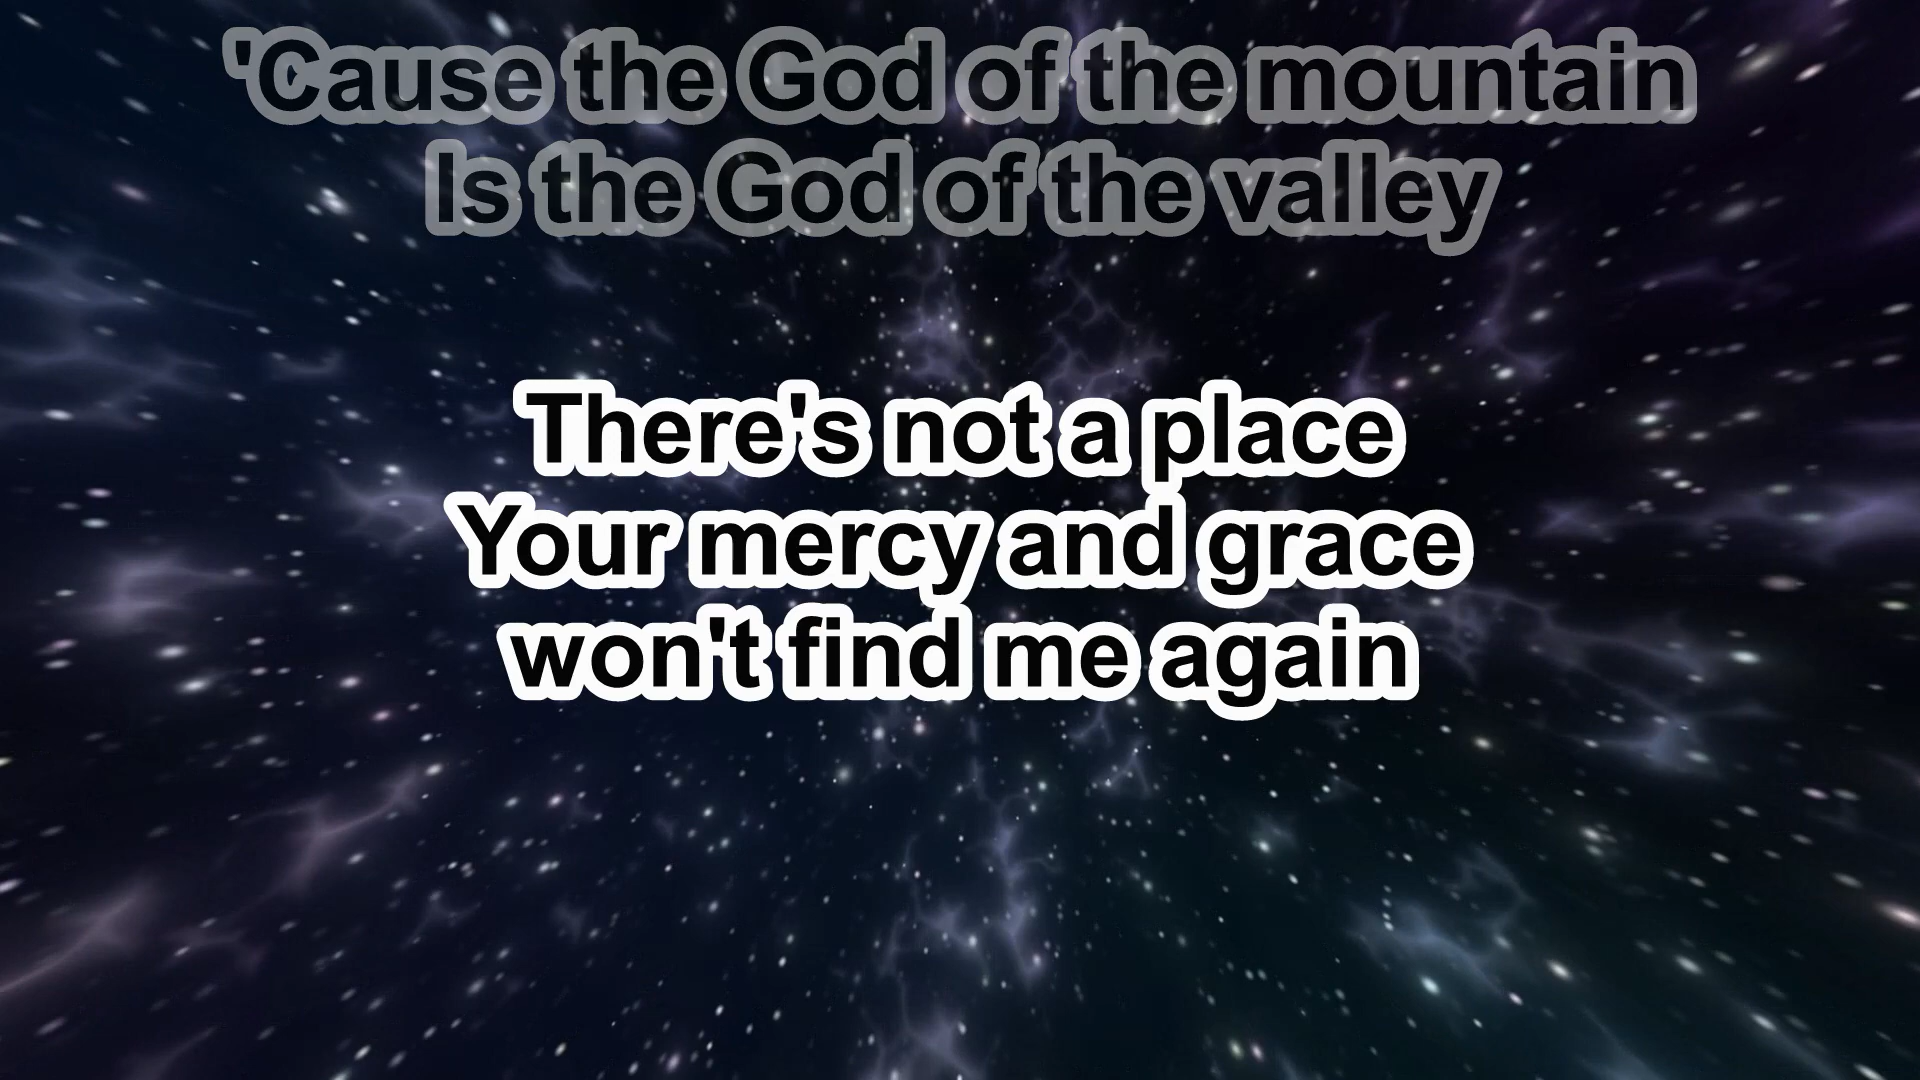 'Cause the God of the mountain
Is the God of the valley
There's not a place
Your mercy and grace
won't find me again